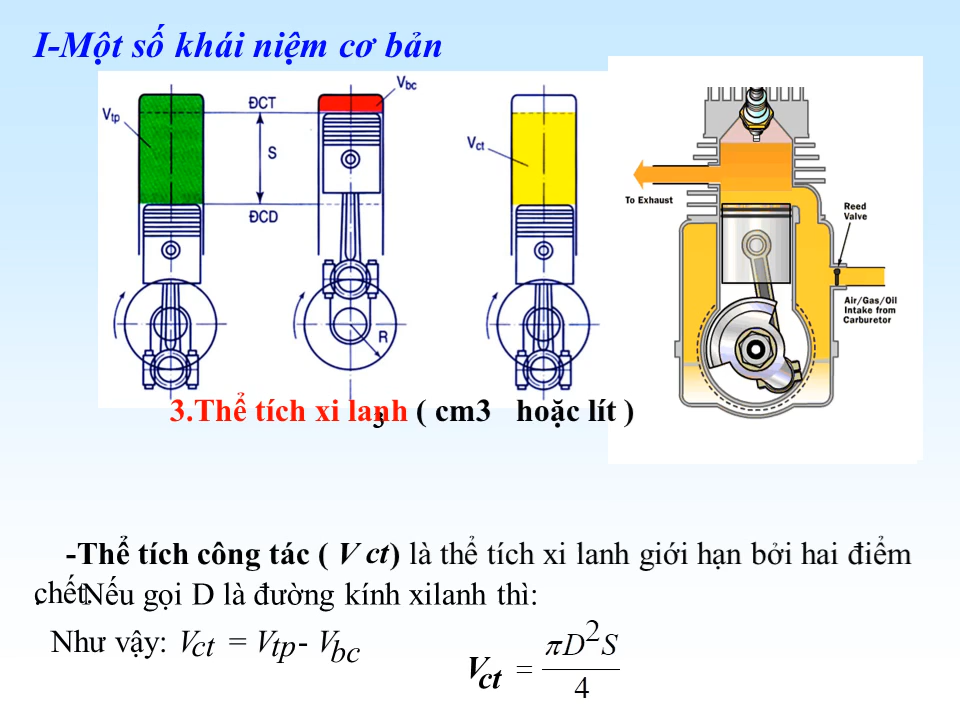 I-Một số khái niệm cơ bản
Vtp
ĐCT
S
ĐCD
Vbc
R
Vct
To Exhaust
Reed
Valve
Air/Gas/Oil
Intake from
Carburetor
3.Thể tích xi lanh ( cm3 hoặc lít )
3
-Thể tích công tác ( V ct) là thể tích xi lanh giới hạn bởi hai điểm
chết.
. Nếu gọi D là đường kính xilanh thì:
Như vậy: Vct = Vtp - Vbc
Vct = πD²S / 4